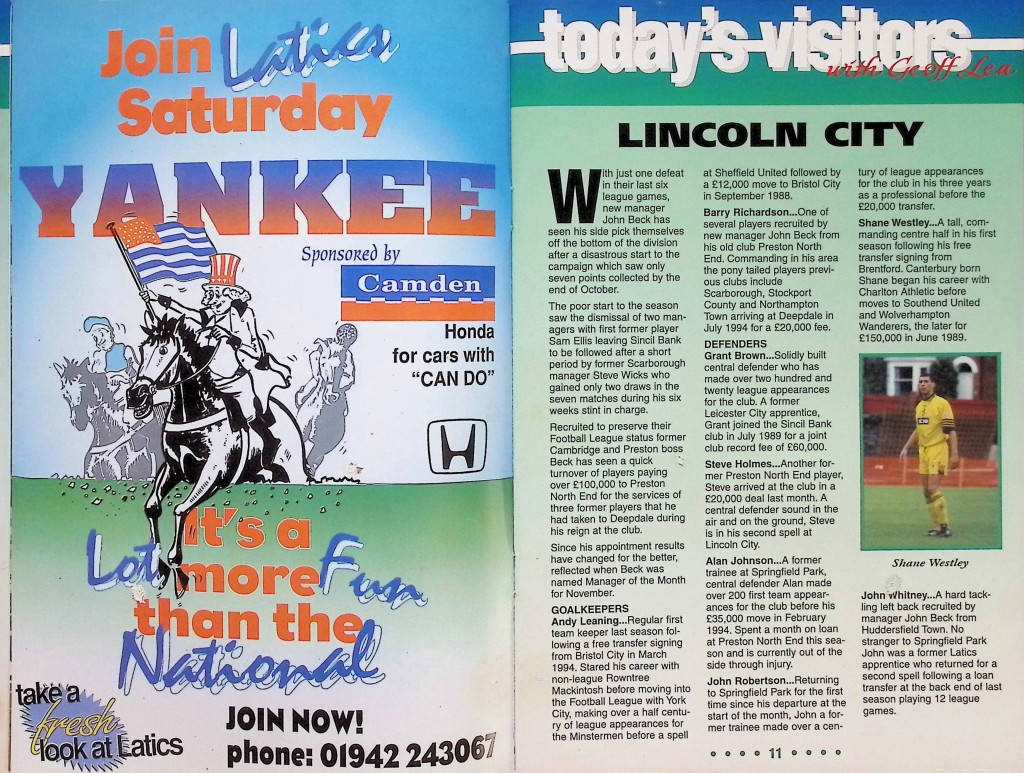 Join Latics
Saturday
YANKEE
Sponsored by
Camden
Honda
for cars with
“CAN DO”
It's a
Lot more Fun
than the
National
take a
fresh
look at Latics
JOIN NOW!
phone: 01942 243067
today's visitors
with Geoff Lea
LINCOLN CITY
With just one defeat
in their last six
league games,
new manager
John Beck has
seen his side pick themselves
off the bottom of the division
after a disastrous start to the
campaign which saw only
seven points collected by the
end of October.
The poor start to the season
saw the dismissal of two man-
agers with first former player
Sam Ellis leaving Sincil Bank
to be followed after a short
period by former Scarborough
manager Steve Wicks who
gained only two draws in the
seven matches during his six
weeks stint in charge.
Recruited to preserve their
Football League status former
Cambridge and Preston boss
Beck has seen a quick
turnover of players paying
over £100,000 to Preston
North End for the services of
three former players that he
had taken to Deepdale during
his reign at the club.
Since his appointment results
have changed for the better,
reflected when Beck was
named Manager of the Month
for November.
GOALKEEPERS
Andy Leaning...Regular first
team keeper last season fol-
lowing a free transfer signing
from Bristol City in March
1994. Stared his career with
non-league Rowntree
Mackintosh before moving into
the Football League with York
City, making over a half centu-
ry of league appearances for
the Minstermen before a spell
at Sheffield United followed by
a £12,000 move to Bristol City
in September 1988.
Barry Richardson...One of
several players recruited by
new manager John Beck from
his old club Preston North
End. Commanding in his area
the pony tailed players previ-
ous clubs include
Scarborough, Stockport
County and Northampton
Town arriving at Deepdale in
July 1994 for a £20,000 fee.
DEFENDERS
Grant Brown...Solidly built
central defender who has
made over two hundred and
twenty league appearances
for the club. A former
Leicester City apprentice,
Grant joined the Sincil Bank
club in July 1989 for a joint
club record fee of £60,000.
Steve Holmes...Another for-
mer Preston North End player,
Steve arrived at the club in a
£20,000 deal last month. A
central defender sound in the
air and on the ground, Steve
is in his second spell at
Lincoln City.
Alan Johnson...A former
trainee at Springfield Park,
central defender Alan made
over 200 first team appear-
ances for the club before his
£35,000 move in February
1994. Spent a month on loan
at Preston North End this sea-
son and is currently out of the
side through injury.
John Robertson...Returning
to Springfield Park for the first
time since his departure at the
start of the month, John a for-
mer trainee made over a cen-
tury of league appearances
for the club in his three years
as a professional before the
£20,000 transfer.
Shane Westley...A tall, com-
manding centre half in his first
season following his free
transfer signing from
Brentford. Canterbury born
Shane began his career with
Charlton Athletic before
moves to Southend United
and Wolverhampton
Wanderers, the later for
£150,000 in June 1989.
Shane Westley
John Whitney...A hard tack-
ling left back recruited by
manager John Beck from
Huddersfield Town. No
stranger to Springfield Park
John was a former Latics
apprentice who returned for a
second spell following a loan
transfer at the back end of last
season playing 12 league
games.
11